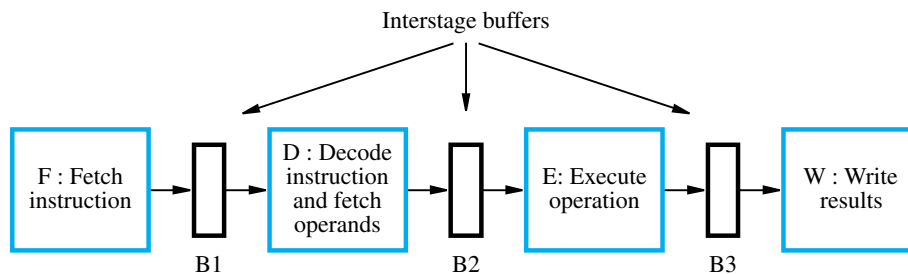 Interstage buffers
F : Fetch
instruction
D : Decode
instruction
and fetch
operands
E: Execute
operation
W : Write
results
B1
B2
B3